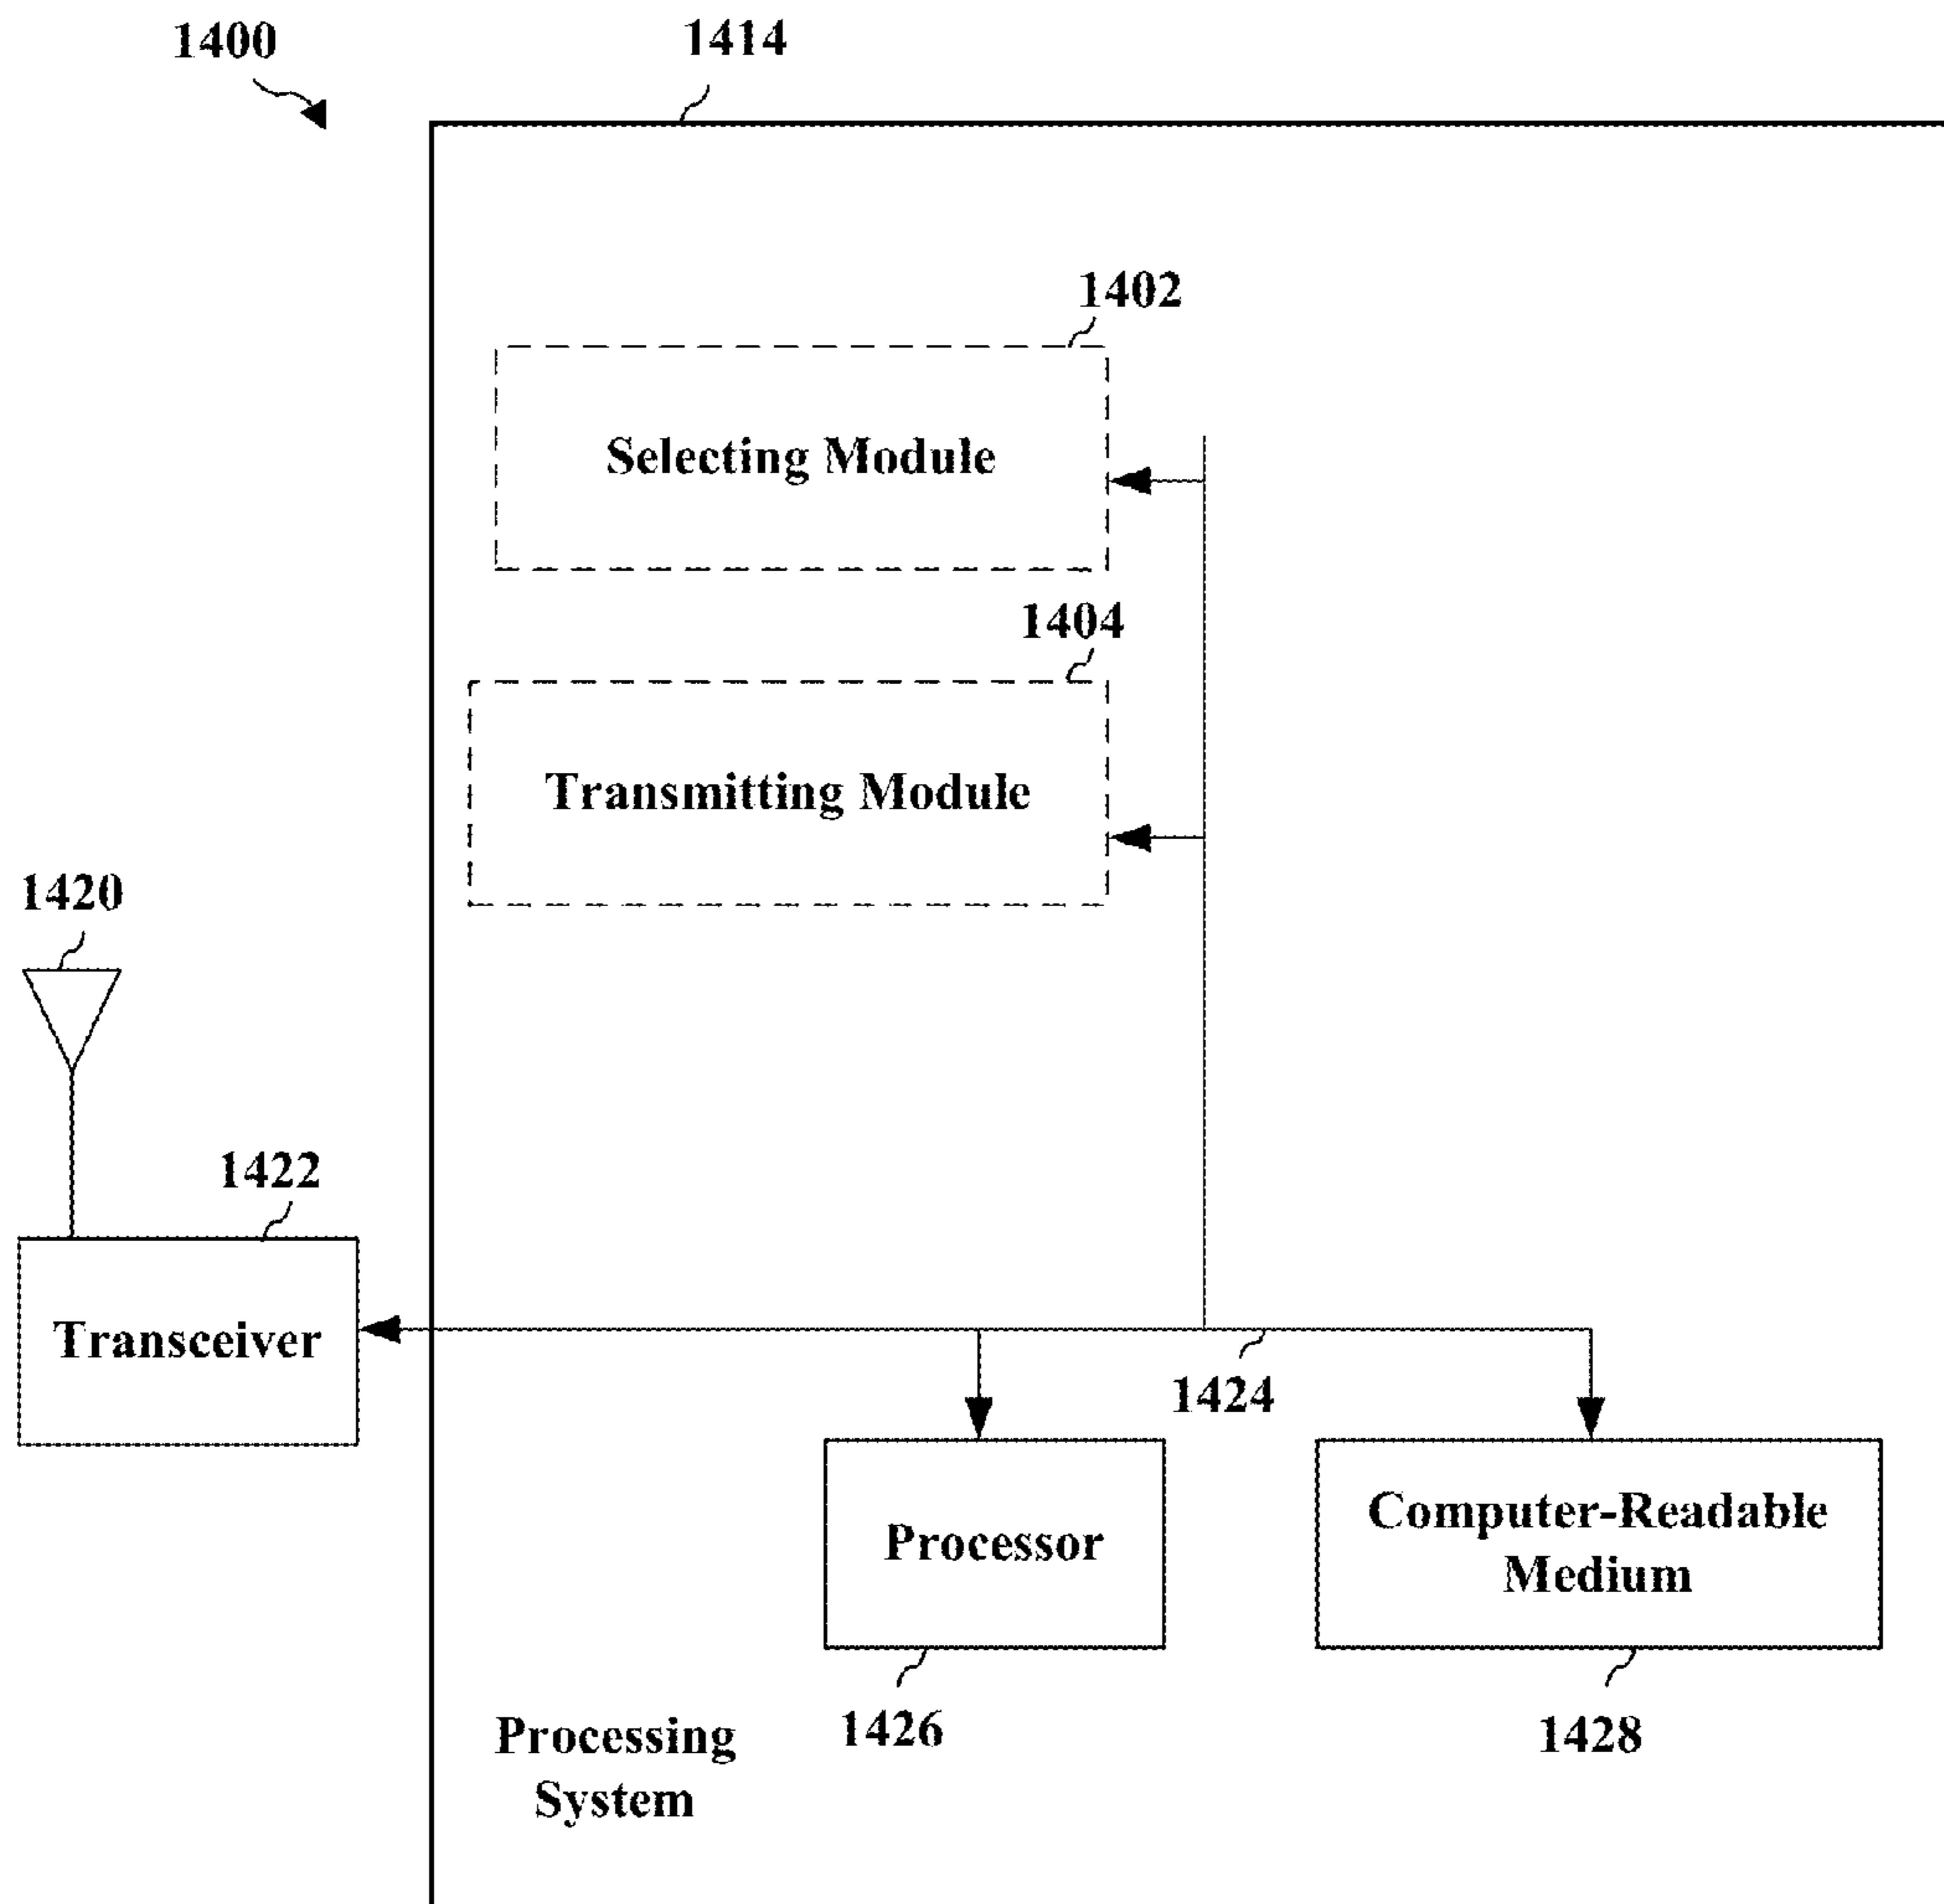 1400
1414
1402
Selecting Module
1404
Transmitting Module
1420
1422
Transceiver
1424
Processor
Computer-Readable
Medium
1426
1428
Processing
System